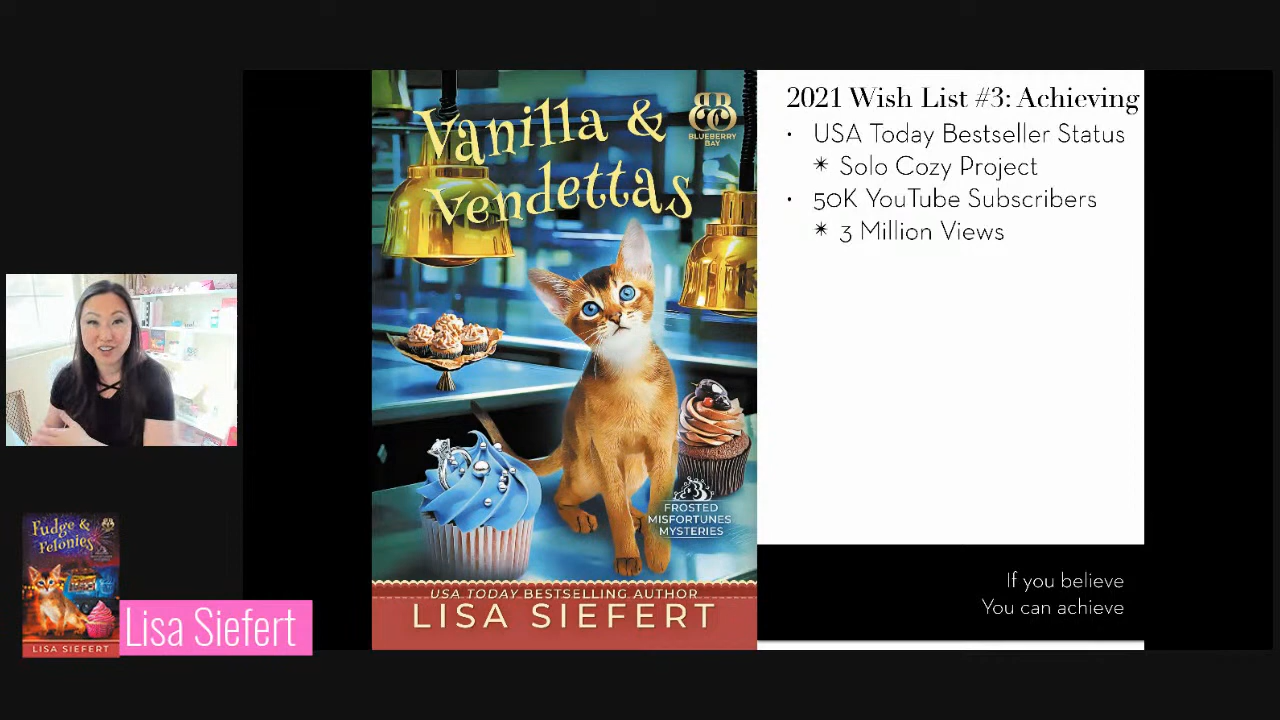 Vanilla &
Vendettas
BLUEBERRY
BAY
FROSTED
MISFORTUNES
MYSTERIES
USA TODAY BESTSELLING AUTHOR
LISA SIEFERT
2021 Wish List #3: Achieving
• USA Today Bestseller Status
✴ Solo Cozy Project
• 50K YouTube Subscribers
✴ 3 Million Views
If you believe
You can achieve
Fudge &
Felonies
LISA SIEFERT
Lisa Siefert